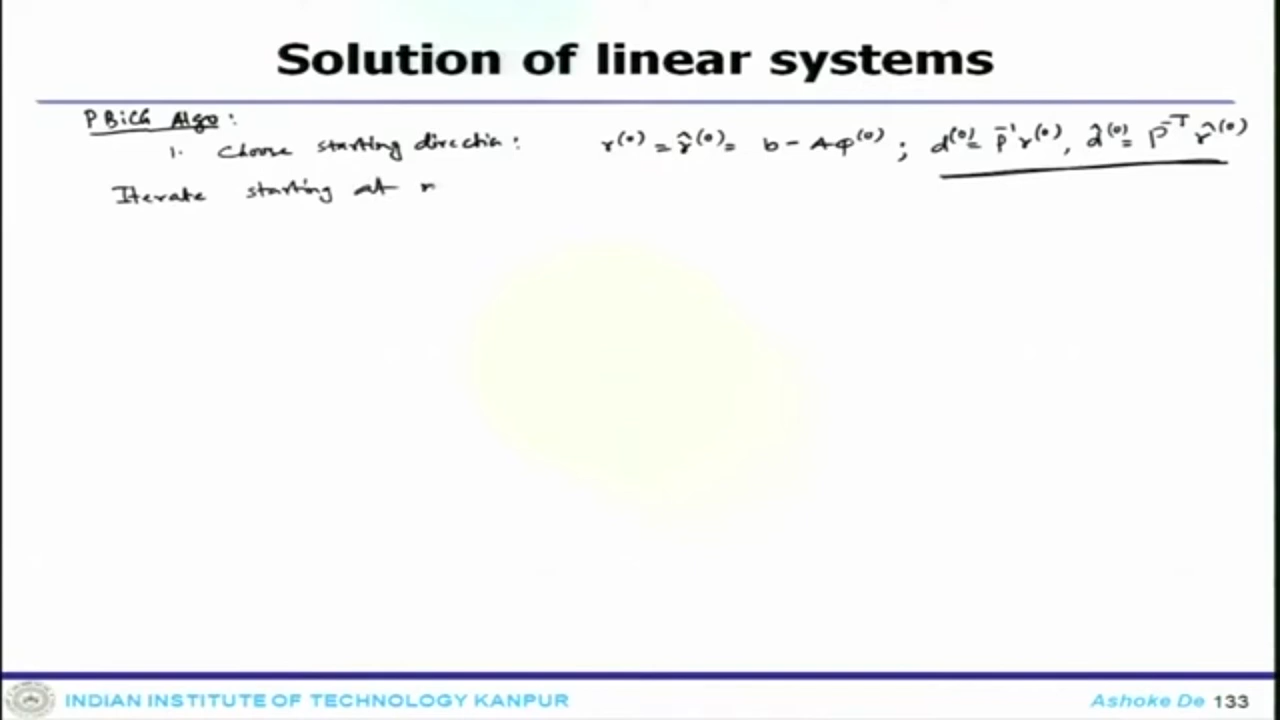 Solution of linear systems
PBiCG Algo:
1. Choose starting direction: r^(0) = r̂^(0) = b - Aφ^(0) ; d^(0) = P^-1 r^(0), d̂^(0) = P^-T r̂^(0)
Iterate starting at n
INDIAN INSTITUTE OF TECHNOLOGY KANPUR
Ashoke De 133